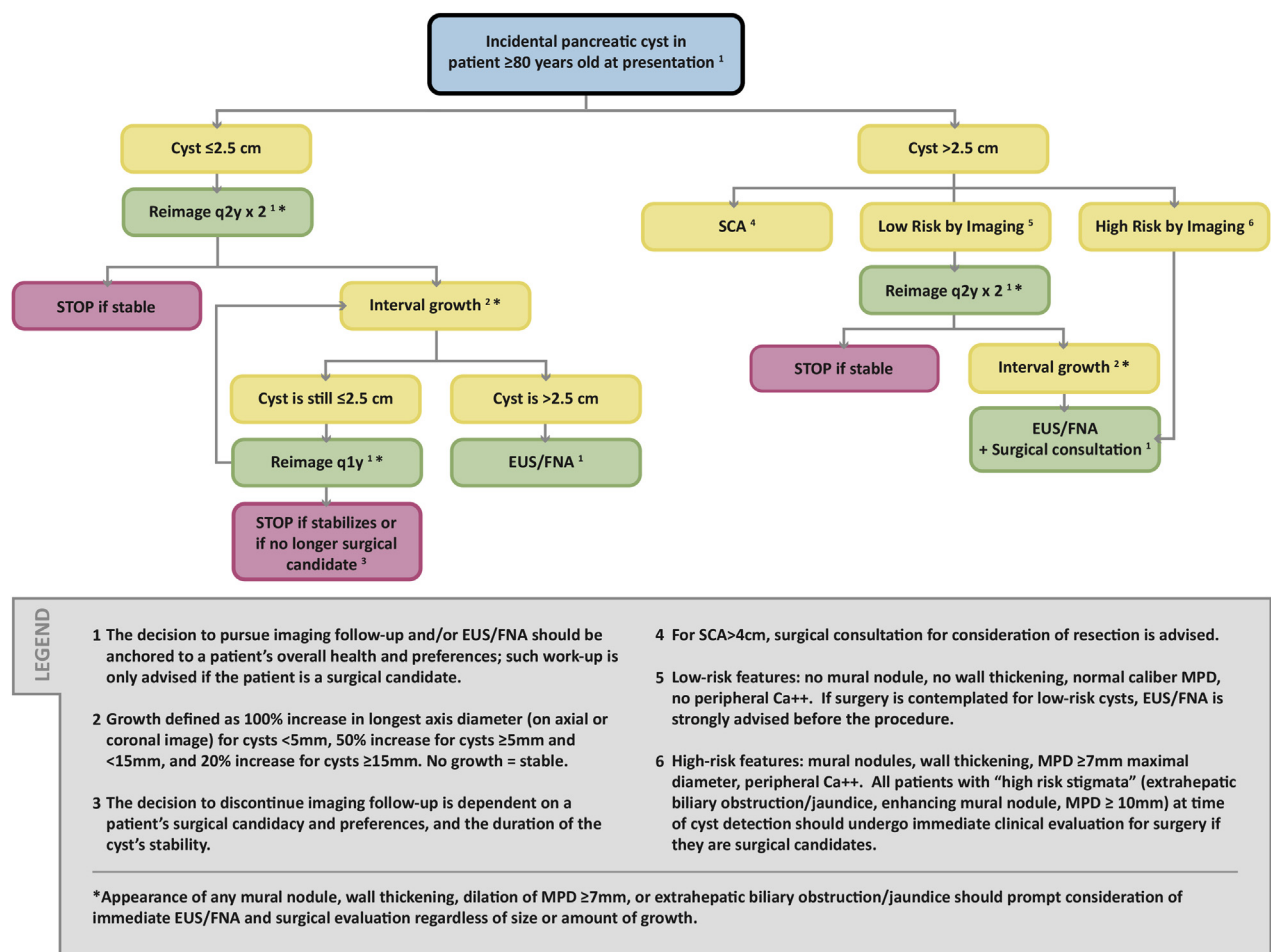 Incidental pancreatic cyst in
patient ≥80 years old at presentation 1
Cyst ≤2.5 cm
Cyst >2.5 cm
Reimage q2y x 2 1 *
SCA 4
Low Risk by Imaging 5
High Risk by Imaging 6
STOP if stable
Interval growth 2 *
Reimage q2y x 2 1 *
STOP if stable
Interval growth 2 *
Cyst is still ≤2.5 cm
Cyst is >2.5 cm
EUS/FNA
+ Surgical consultation 1
Reimage q1y 1 *
EUS/FNA 1
STOP if stabilizes or
if no longer surgical
candidate 3
LEGEND
1 The decision to pursue imaging follow-up and/or EUS/FNA should be
anchored to a patient's overall health and preferences; such work-up is
only advised if the patient is a surgical candidate.
2 Growth defined as 100% increase in longest axis diameter (on axial or
coronal image) for cysts <5mm, 50% increase for cysts ≥5mm and
<15mm, and 20% increase for cysts ≥15mm. No growth = stable.
3 The decision to discontinue imaging follow-up is dependent on a
patient's surgical candidacy and preferences, and the duration of the
cyst's stability.
4 For SCA>4cm, surgical consultation for consideration of resection is advised.
5 Low-risk features: no mural nodule, no wall thickening, normal caliber MPD,
no peripheral Ca++. If surgery is contemplated for low-risk cysts, EUS/FNA is
strongly advised before the procedure.
6 High-risk features: mural nodules, wall thickening, MPD ≥7mm maximal
diameter, peripheral Ca++. All patients with "high risk stigmata" (extrahepatic
biliary obstruction/jaundice, enhancing mural nodule, MPD ≥ 10mm) at time
of cyst detection should undergo immediate clinical evaluation for surgery if
they are surgical candidates.
*Appearance of any mural nodule, wall thickening, dilation of MPD ≥7mm, or extrahepatic biliary obstruction/jaundice should prompt consideration of
immediate EUS/FNA and surgical evaluation regardless of size or amount of growth.